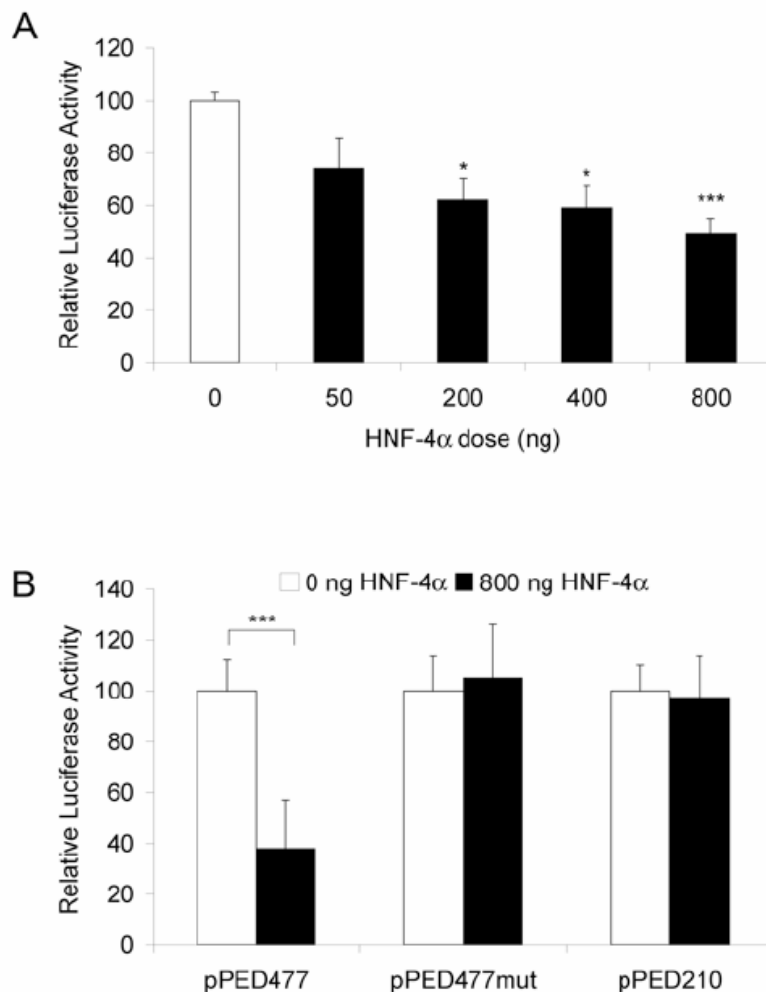 A
Relative Luciferase Activity
120
100
80
60
40
20
0
*
*
***
0 50 200 400 800
HNF-4α dose (ng)
B
Relative Luciferase Activity
140
120
100
80
60
40
20
0
0 ng HNF-4α 800 ng HNF-4α
***
pPED477 pPED477mut pPED210